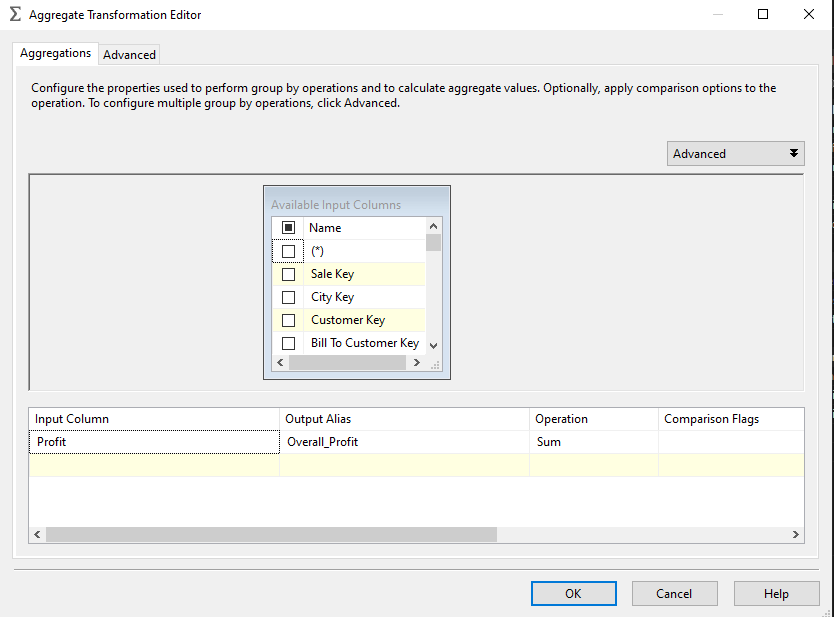 Aggregate Transformation Editor
Aggregations
Advanced
Configure the properties used to perform group by operations and to calculate aggregate values. Optionally, apply comparison options to the
operation. To configure multiple group by operations, click Advanced.
Advanced
Available Input Columns
Name
(*)
Sale Key
City Key
Customer Key
Bill To Customer Key
Input Column Output Alias Operation Comparison Flags
Profit Overall_Profit Sum
OK Cancel Help